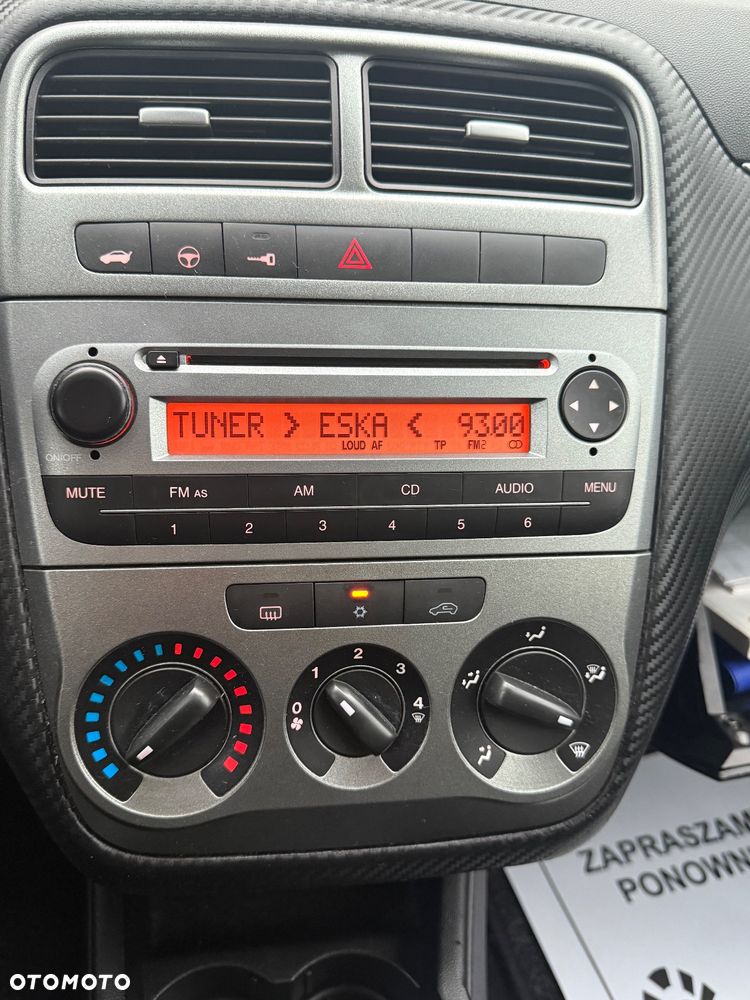 TUNER > ESKA < 9300
LOUD AF TP FM2
ON/OFF
MUTE FM AS AM CD AUDIO MENU
1 2 3 4 5 6
0 1 2 3 4
ZAPRASZAM
PONOWN
OTOMOTO